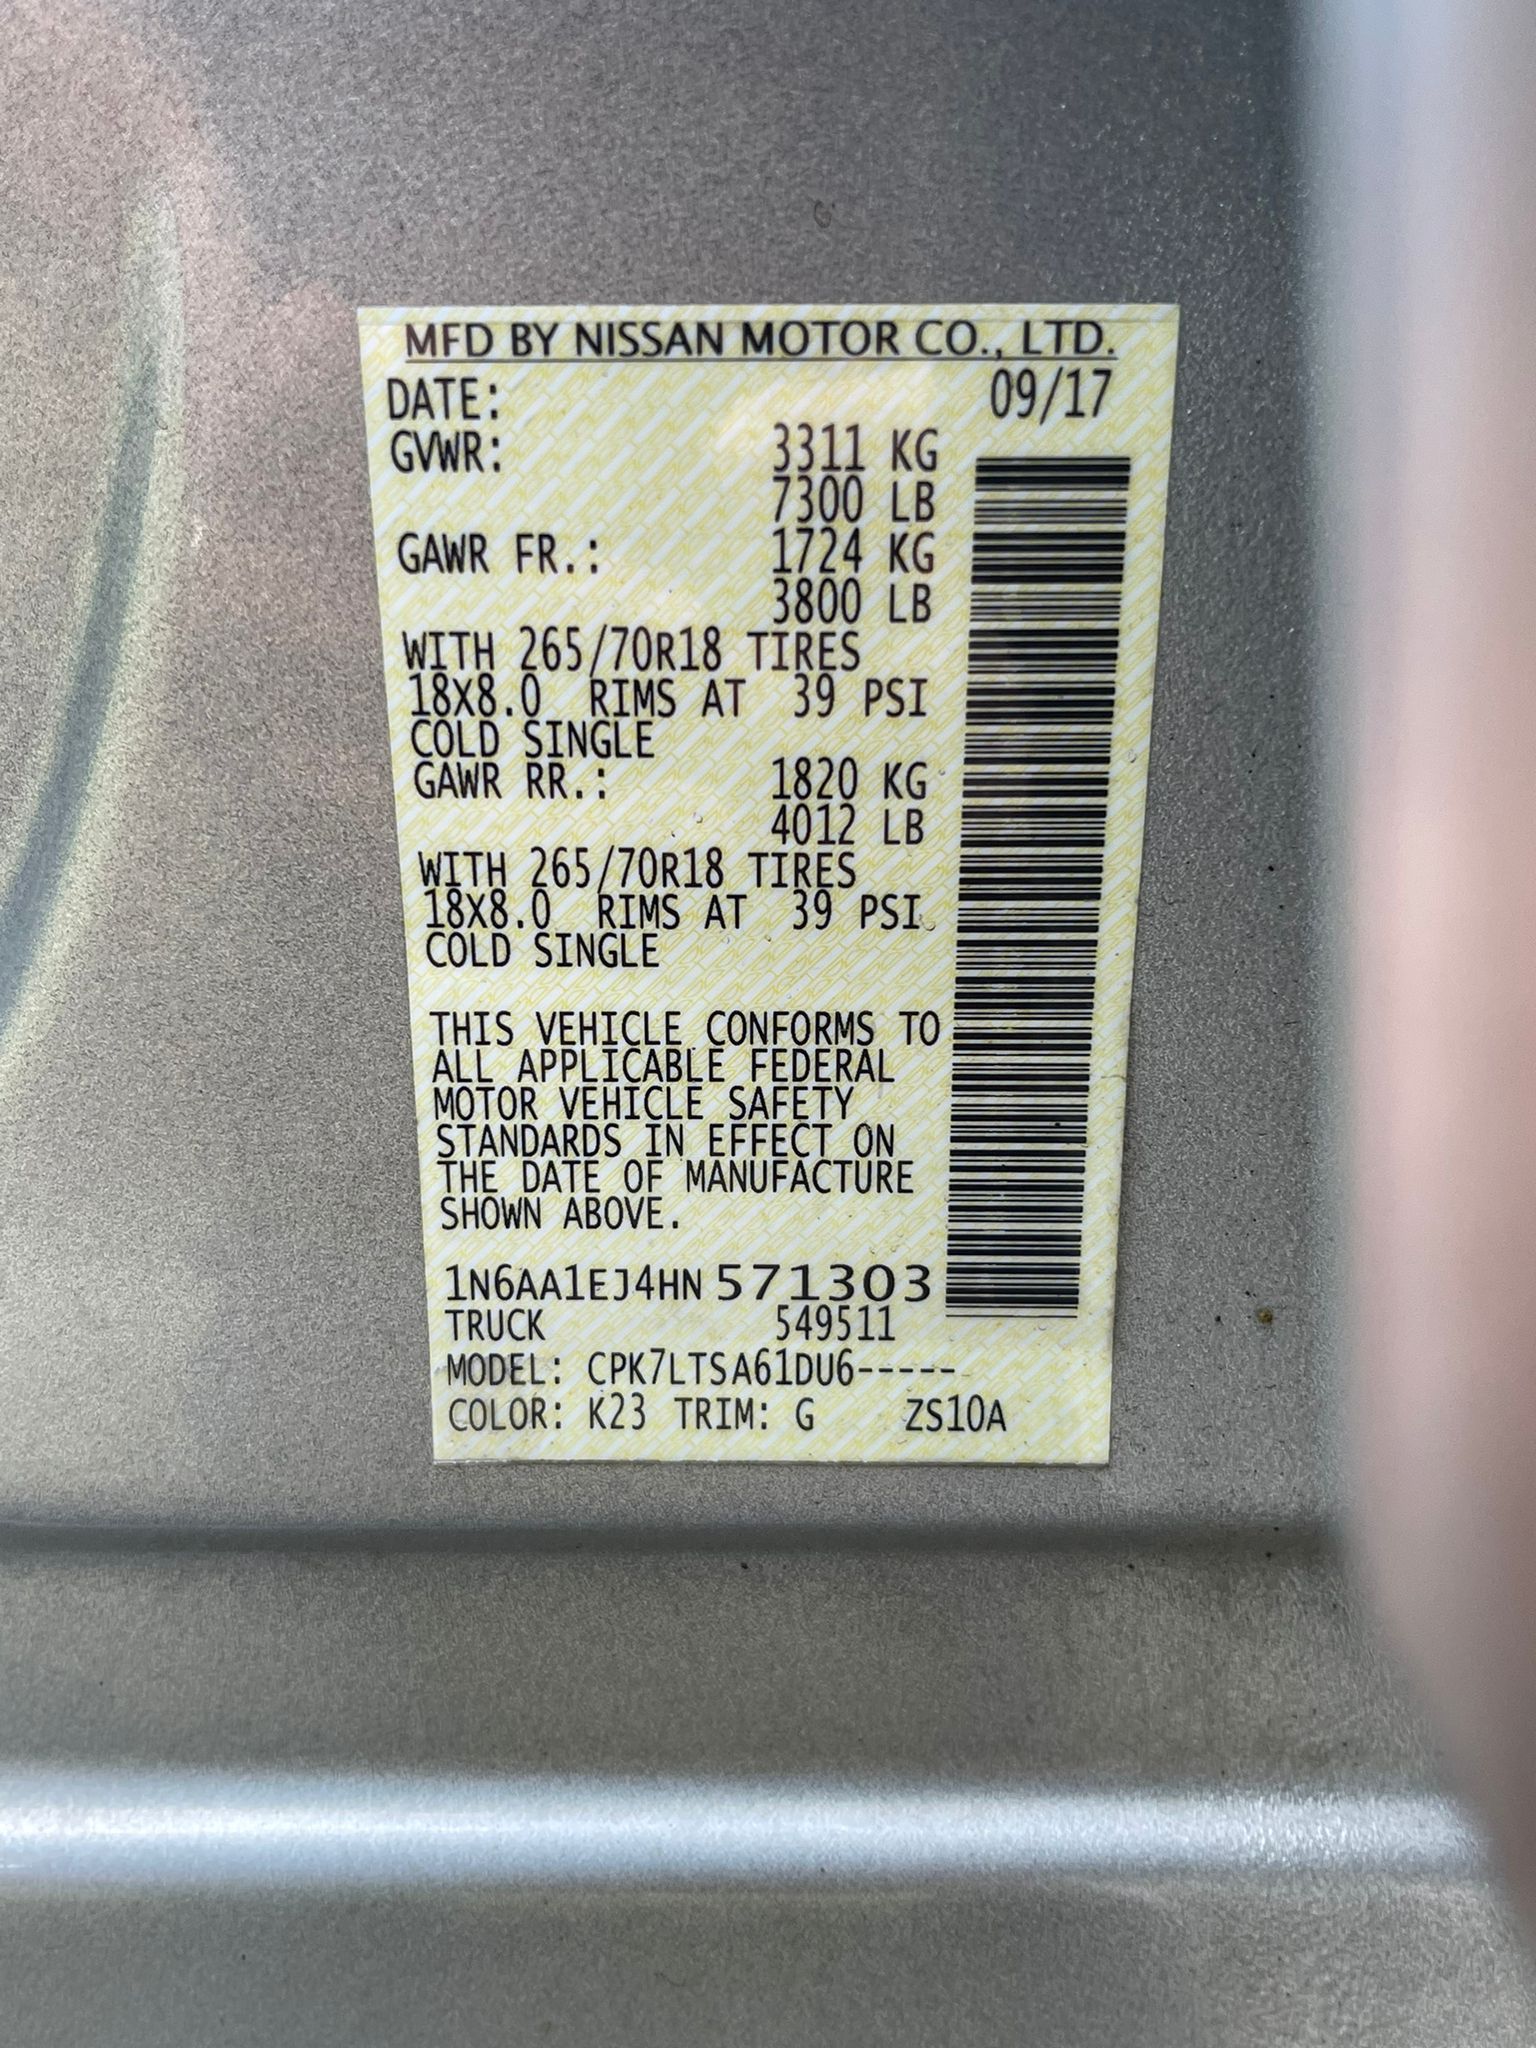 MFD BY NISSAN MOTOR CO., LTD.
DATE: 09/17
GVWR: 3311 KG
7300 LB
GAWR FR.: 1724 KG
3800 LB
WITH 265/70R18 TIRES
18X8.0 RIMS AT 39 PSI
COLD SINGLE
GAWR RR.: 1820 KG
4012 LB
WITH 265/70R18 TIRES
18X8.0 RIMS AT 39 PSI
COLD SINGLE
THIS VEHICLE CONFORMS TO
ALL APPLICABLE FEDERAL
MOTOR VEHICLE SAFETY
STANDARDS IN EFFECT ON
THE DATE OF MANUFACTURE
SHOWN ABOVE.
1N6AA1EJ4HN 571303
TRUCK 549511
MODEL: CPK7LTSA61DU6-----
COLOR: K23 TRIM: G ZS10A